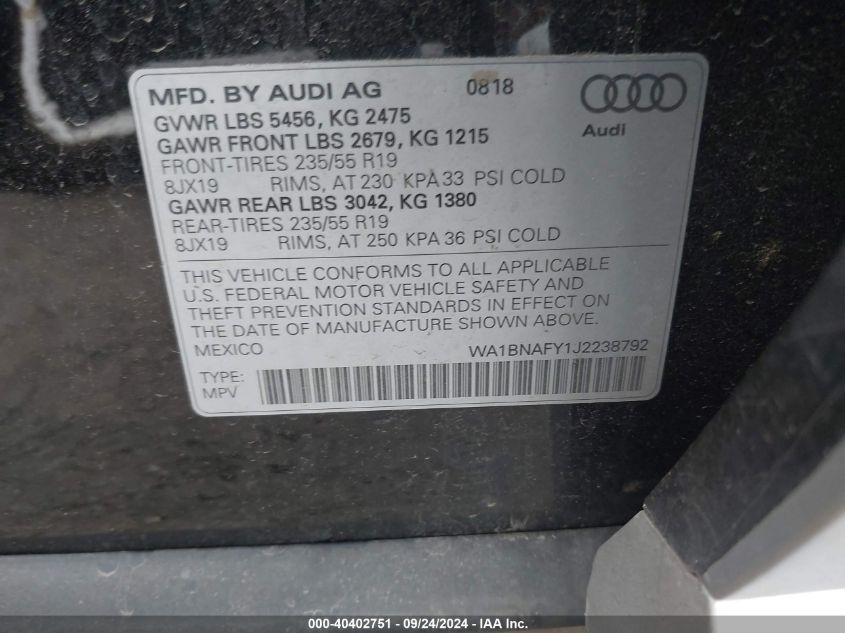 MFD. BY AUDI AG 0818
GVWR LBS 5456, KG 2475
GAWR FRONT LBS 2679, KG 1215
FRONT-TIRES 235/55 R19
8JX19 RIMS, AT 230 KPA 33 PSI COLD
GAWR REAR LBS 3042, KG 1380
REAR-TIRES 235/55 R19
8JX19 RIMS, AT 250 KPA 36 PSI COLD
Audi
THIS VEHICLE CONFORMS TO ALL APPLICABLE
U.S. FEDERAL MOTOR VEHICLE SAFETY AND
THEFT PREVENTION STANDARDS IN EFFECT ON
THE DATE OF MANUFACTURE SHOWN ABOVE.
MEXICO WA1BNAFY1J2238792
TYPE:
MPV
000-40402751 - 09/24/2024 - IAAI.COM